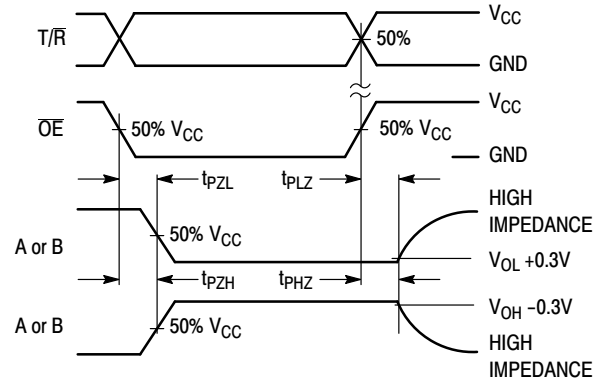 V_CC
T/R̅
50%
GND
V_CC
O̅E̅
50% V_CC
50% V_CC
GND
t_PZL
t_PLZ
HIGH
IMPEDANCE
A or B
50% V_CC
V_OL +0.3V
t_PZH
t_PHZ
V_OH −0.3V
A or B
50% V_CC
HIGH
IMPEDANCE